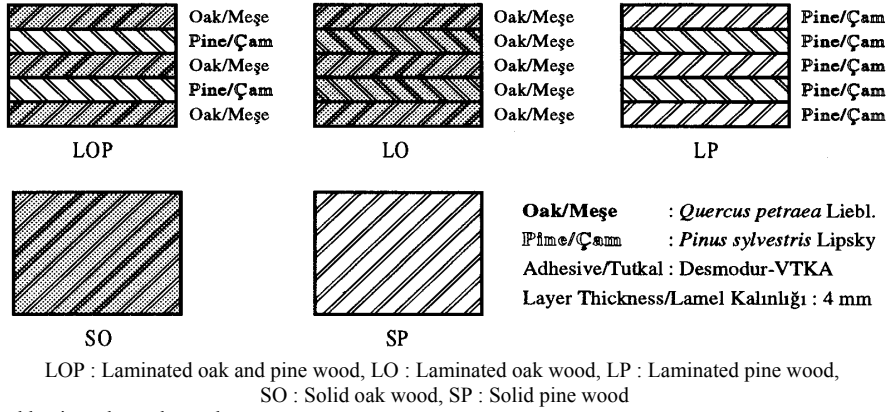 Oak/Meşe
Pine/Çam
Oak/Meşe
Pine/Çam
Oak/Meşe
LOP
Oak/Meşe
Oak/Meşe
Oak/Meşe
Oak/Meşe
Oak/Meşe
LO
Pine/Çam
Pine/Çam
Pine/Çam
Pine/Çam
Pine/Çam
LP
SO
SP
Oak/Meşe : Quercus petraea Liebl.
Pime/Çam : Pinus sylvestris Lipsky
Adhesive/Tutkal : Desmodur-VTKA
Layer Thickness/Lamel Kalınlığı : 4 mm
LOP : Laminated oak and pine wood, LO : Laminated oak wood, LP : Laminated pine wood,
SO : Solid oak wood, SP : Solid pine wood